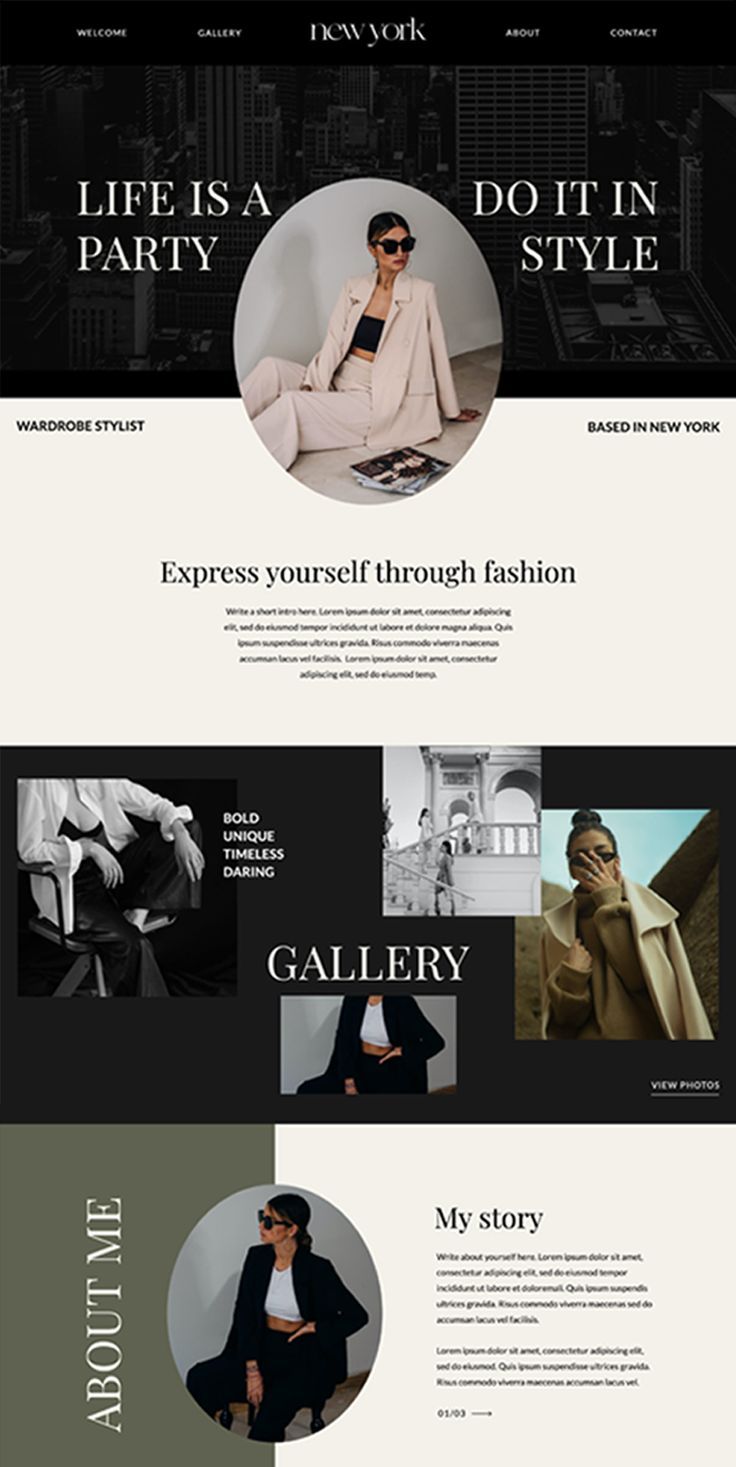 WELCOME
GALLERY
new york
ABOUT
CONTACT
LIFE IS A
PARTY
DO IT IN
STYLE
WARDROBE STYLIST
BASED IN NEW YORK
Express yourself through fashion
Write a short intro here. Lorem ipsum dolor sit amet, consectetur adipiscing
elit, sed do eiusmod tempor incididunt ut labore et dolore magna aliqua. Quis
ipsum suspendisse ultrices gravida. Risus commodo viverra maecenas
accumsan lacus vel facilisis. Lorem ipsum dolor sit amet, consectetur
adipiscing elit, sed do eiusmod temp.
BOLD
UNIQUE
TIMELESS
DARING
GALLERY
VIEW PHOTOS
ABOUT ME
My story
Write about yourself here. Lorem ipsum dolor sit amet,
consectetur adipiscing elit, sed do eiusmod tempor
incididunt ut labore et doloremali. Quis ipsum suspendis
ultrices gravida. Risus commodo viverra maecenas sed do
accumsan lacus vel facilisis.
Lorem ipsum dolor sit amet, consectetur adipiscing elit,
sed do eiusmod. Quis ipsum suspendisse ultrices gravida.
Risus commodo viverra maecenas accumsan lacus vel.
01/03